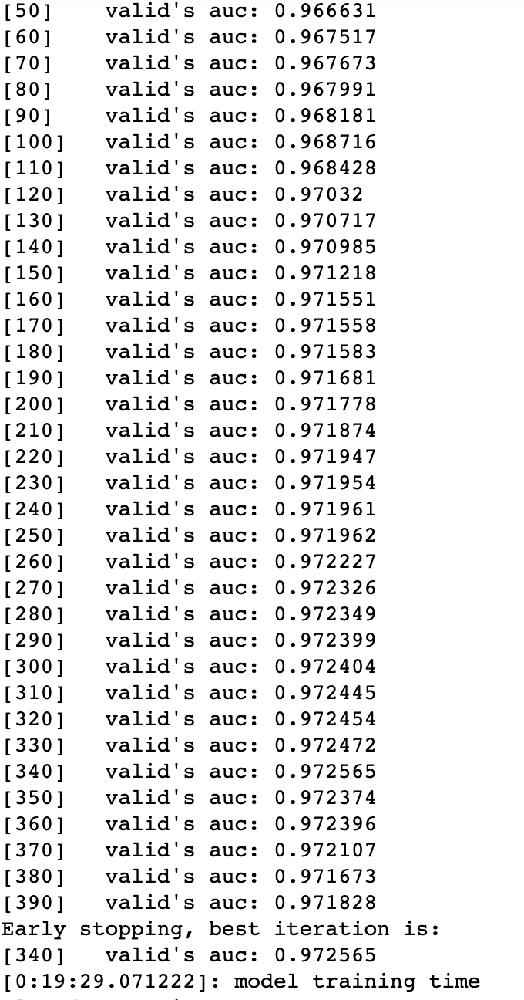 [50] valid's auc: 0.966631
[60] valid's auc: 0.967517
[70] valid's auc: 0.967673
[80] valid's auc: 0.967991
[90] valid's auc: 0.968181
[100] valid's auc: 0.968716
[110] valid's auc: 0.968428
[120] valid's auc: 0.97032
[130] valid's auc: 0.970717
[140] valid's auc: 0.970985
[150] valid's auc: 0.971218
[160] valid's auc: 0.971551
[170] valid's auc: 0.971558
[180] valid's auc: 0.971583
[190] valid's auc: 0.971681
[200] valid's auc: 0.971778
[210] valid's auc: 0.971874
[220] valid's auc: 0.971947
[230] valid's auc: 0.971954
[240] valid's auc: 0.971961
[250] valid's auc: 0.971962
[260] valid's auc: 0.972227
[270] valid's auc: 0.972326
[280] valid's auc: 0.972349
[290] valid's auc: 0.972399
[300] valid's auc: 0.972404
[310] valid's auc: 0.972445
[320] valid's auc: 0.972454
[330] valid's auc: 0.972472
[340] valid's auc: 0.972565
[350] valid's auc: 0.972374
[360] valid's auc: 0.972396
[370] valid's auc: 0.972107
[380] valid's auc: 0.971673
[390] valid's auc: 0.971828
Early stopping, best iteration is:
[340] valid's auc: 0.972565
[0:19:29.071222]: model training time